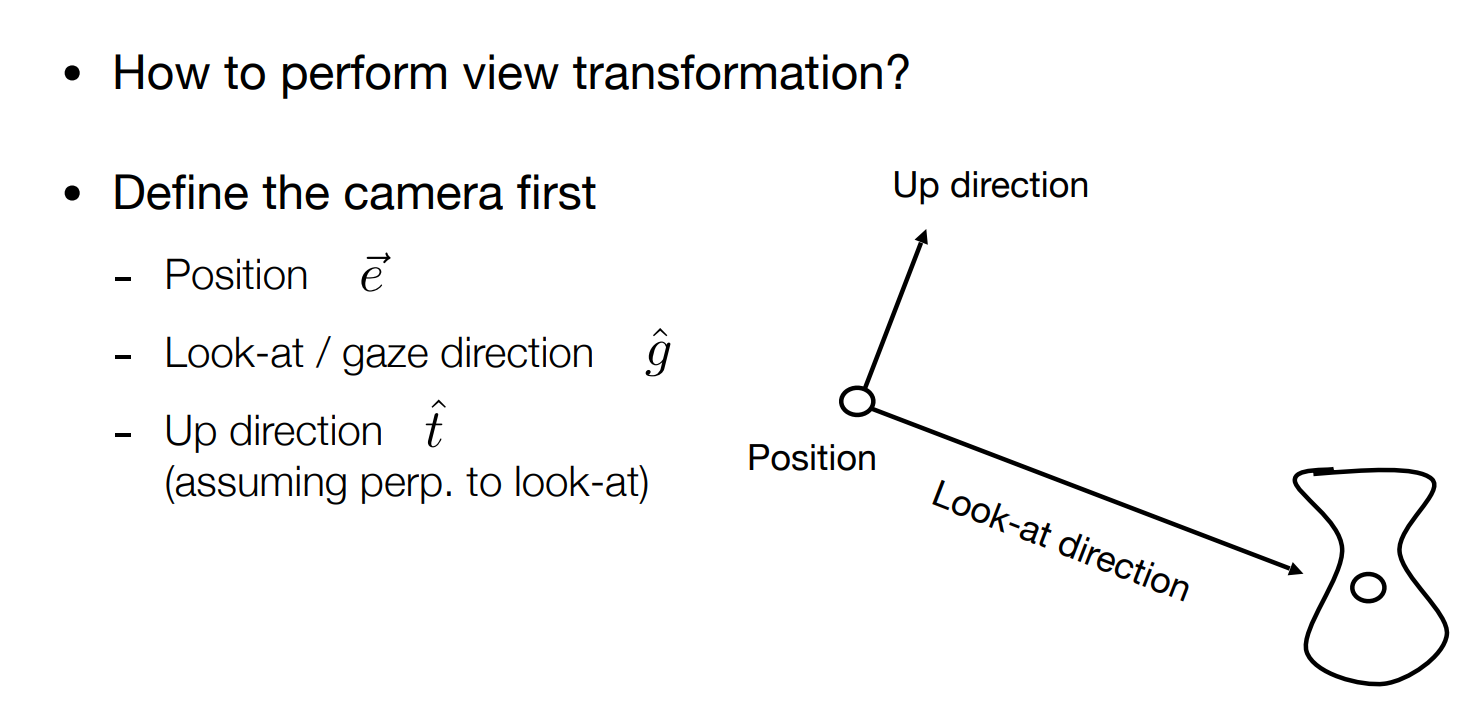 • How to perform view transformation?
• Define the camera first
- Position $\vec{e}$
- Look-at / gaze direction $\hat{g}$
- Up direction $\hat{t}$
(assuming perp. to look-at)
Up direction
Position
Look-at direction